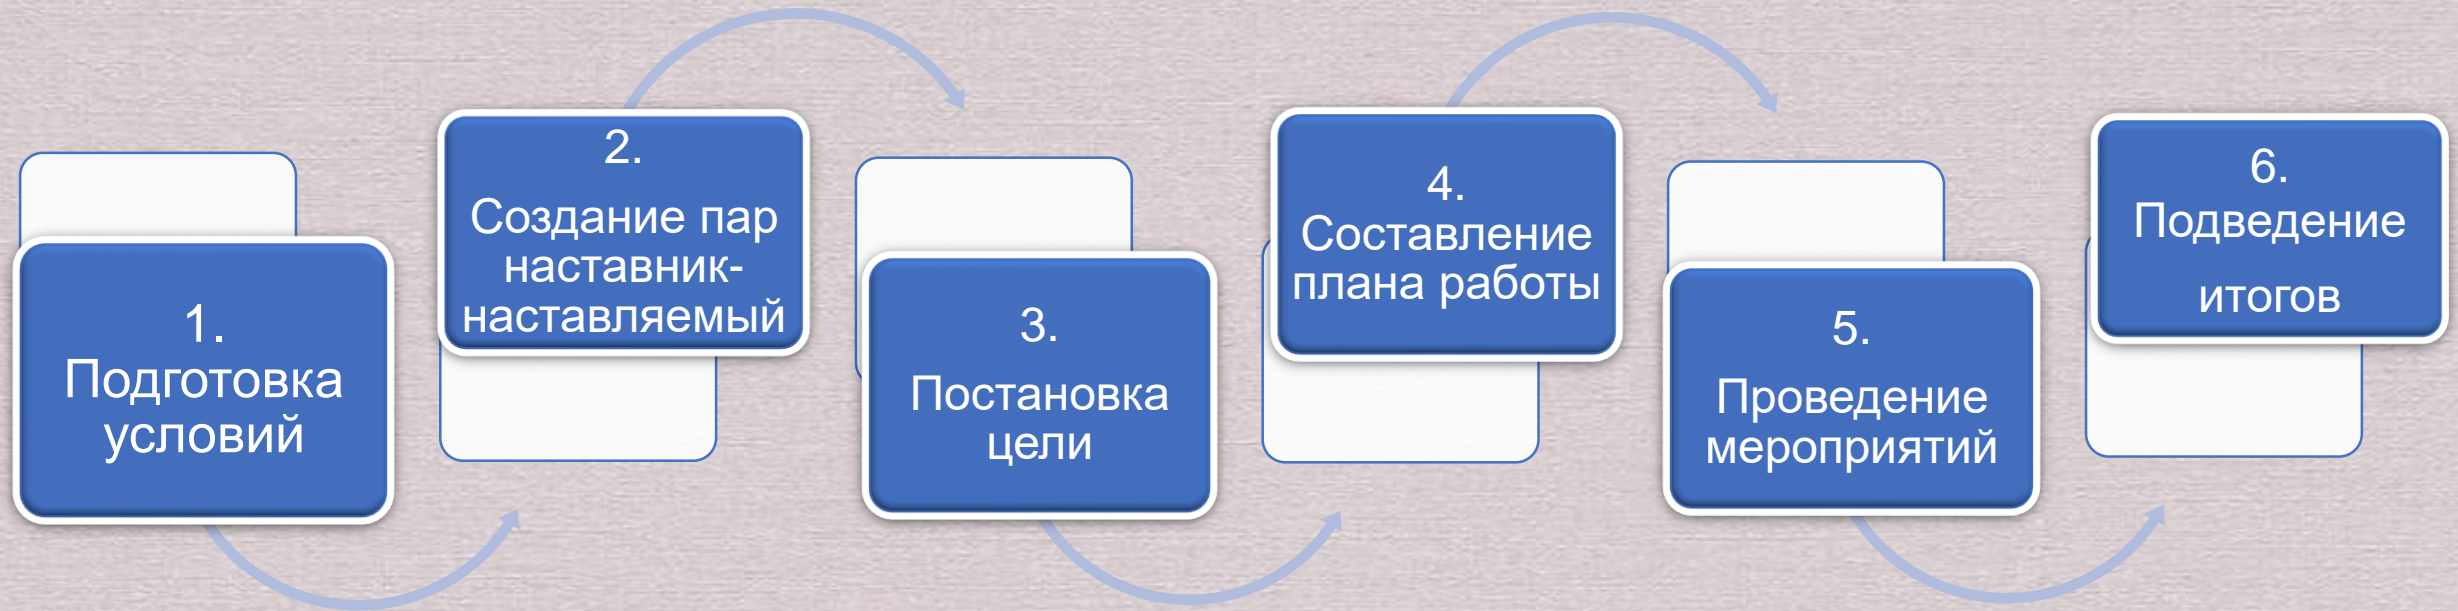 1.
Подготовка
условий
2.
Создание пар
наставник-
наставляемый
3.
Постановка
цели
4.
Составление
плана работы
5.
Проведение
мероприятий
6.
Подведение
итогов